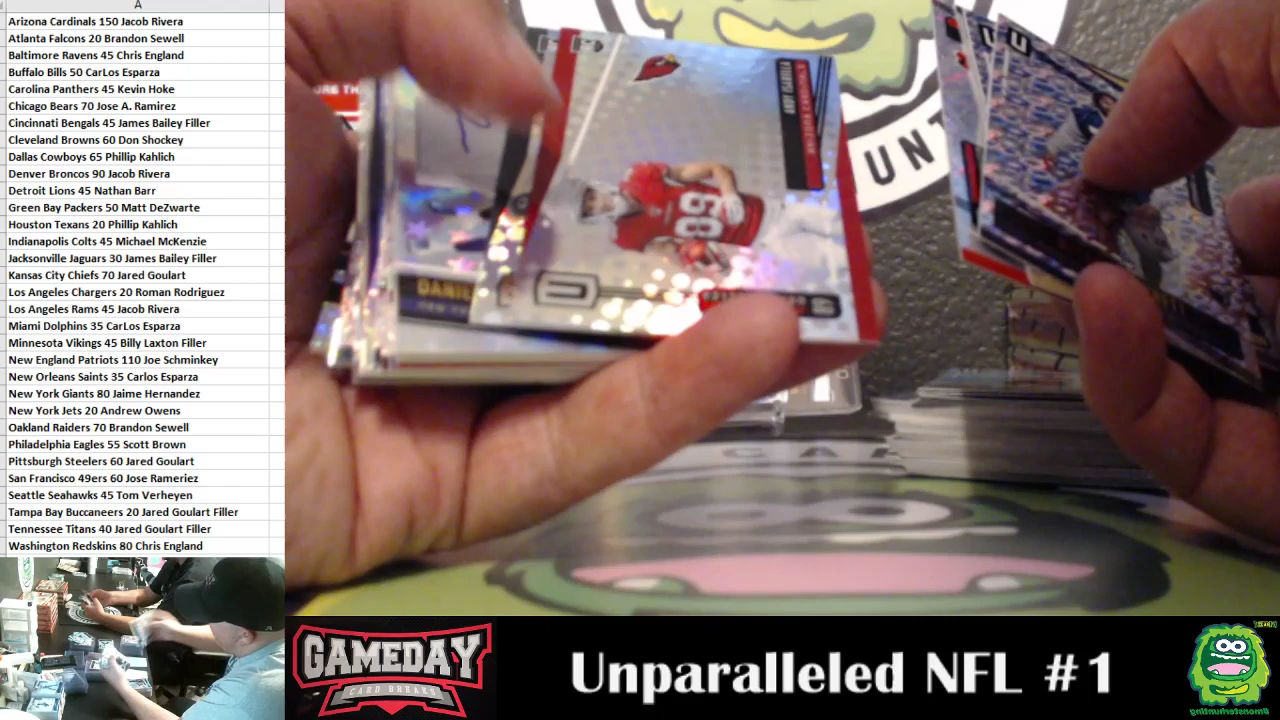 A
Arizona Cardinals 150 Jacob Rivera
Atlanta Falcons 20 Brandon Sewell
Baltimore Ravens 45 Chris England
Buffalo Bills 50 CarLos Esparza
Carolina Panthers 45 Kevin Hoke
Chicago Bears 70 Jose A. Ramirez
Cincinnati Bengals 45 James Bailey Filler
Cleveland Browns 60 Don Shockey
Dallas Cowboys 65 Phillip Kahlich
Denver Broncos 90 Jacob Rivera
Detroit Lions 45 Nathan Barr
Green Bay Packers 50 Matt DeZwarte
Houston Texans 20 Phillip Kahlich
Indianapolis Colts 45 Michael McKenzie
Jacksonville Jaguars 30 James Bailey Filler
Kansas City Chiefs 70 Jared Goulart
Los Angeles Chargers 20 Roman Rodriguez
Los Angeles Rams 45 Jacob Rivera
Miami Dolphins 35 CarLos Esparza
Minnesota Vikings 45 Billy Laxton Filler
New England Patriots 110 Joe Schminkey
New Orleans Saints 35 Carlos Esparza
New York Giants 80 Jaime Hernandez
New York Jets 20 Andrew Owens
Oakland Raiders 70 Brandon Sewell
Philadelphia Eagles 55 Scott Brown
Pittsburgh Steelers 60 Jared Goulart
San Francisco 49ers 60 Jose Rameriez
Seattle Seahawks 45 Tom Verheyen
Tampa Bay Buccaneers 20 Jared Goulart Filler
Tennessee Titans 40 Jared Goulart Filler
Washington Redskins 80 Chris England
ANDY ISABELLA
ARIZONA CARDINALS
89
U
DANIEL
U
UNT
GAMEDAY
CARD BREAKS
Unparalleled NFL #1
#monsterhunting